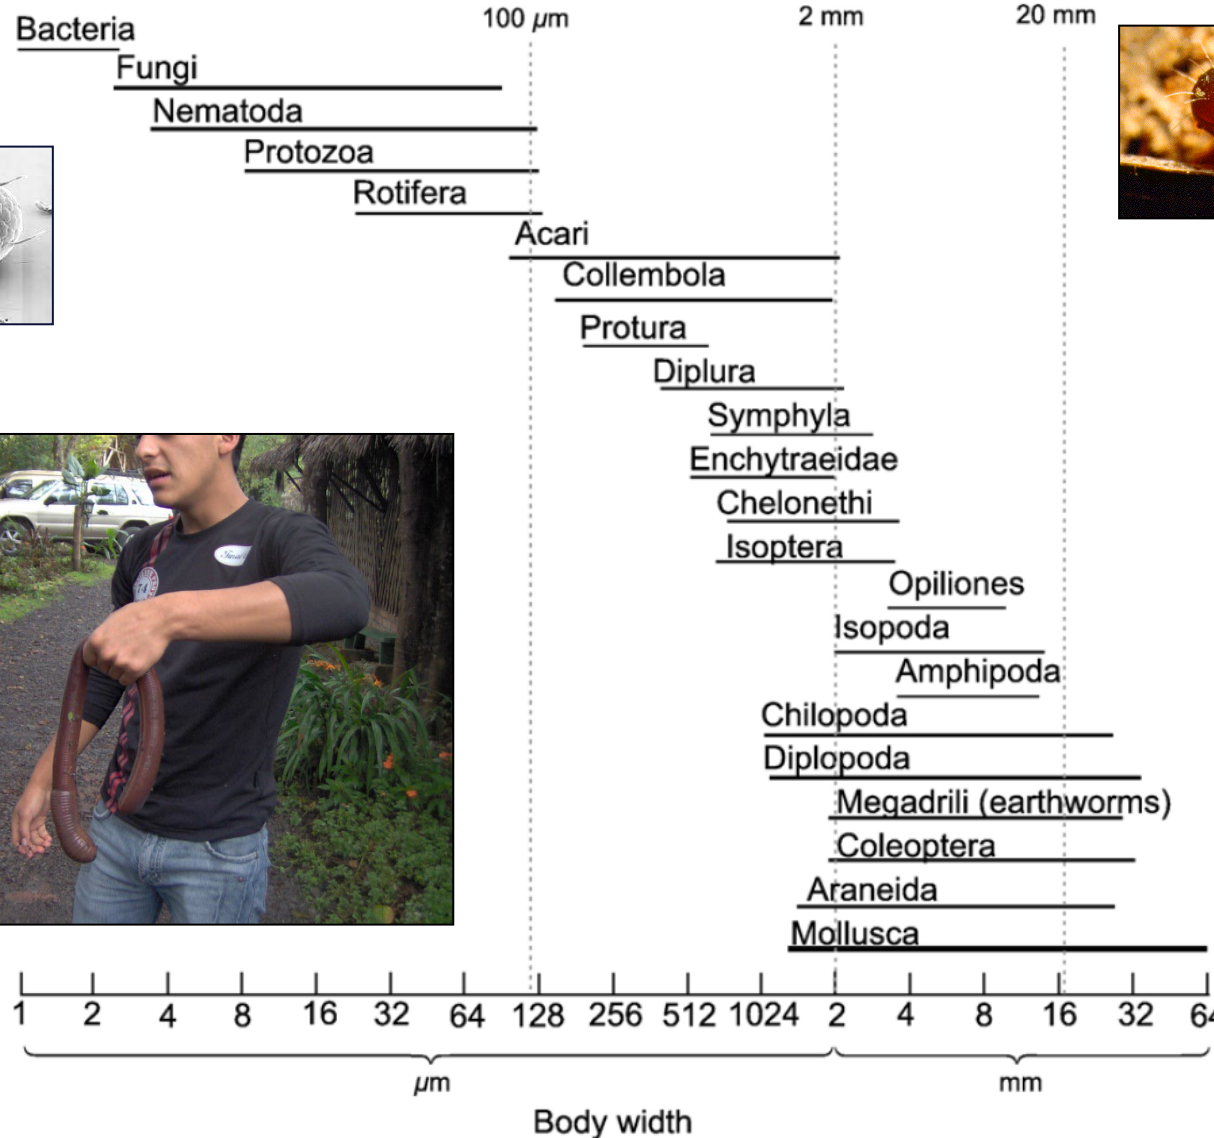 100 µm 2 mm 20 mm
Bacteria
Fungi
Nematoda
Protozoa
Rotifera
Acari
Collembola
Protura
Diplura
Symphyla
Enchytraeidae
Chelonethi
Isoptera
Opiliones
Isopoda
Amphipoda
Chilopoda
Diplopoda
Megadrili (earthworms)
Coleoptera
Araneida
Mollusca
1 2 4 8 16 32 64 128 256 512 1024 2 4 8 16 32
µm mm
Body width